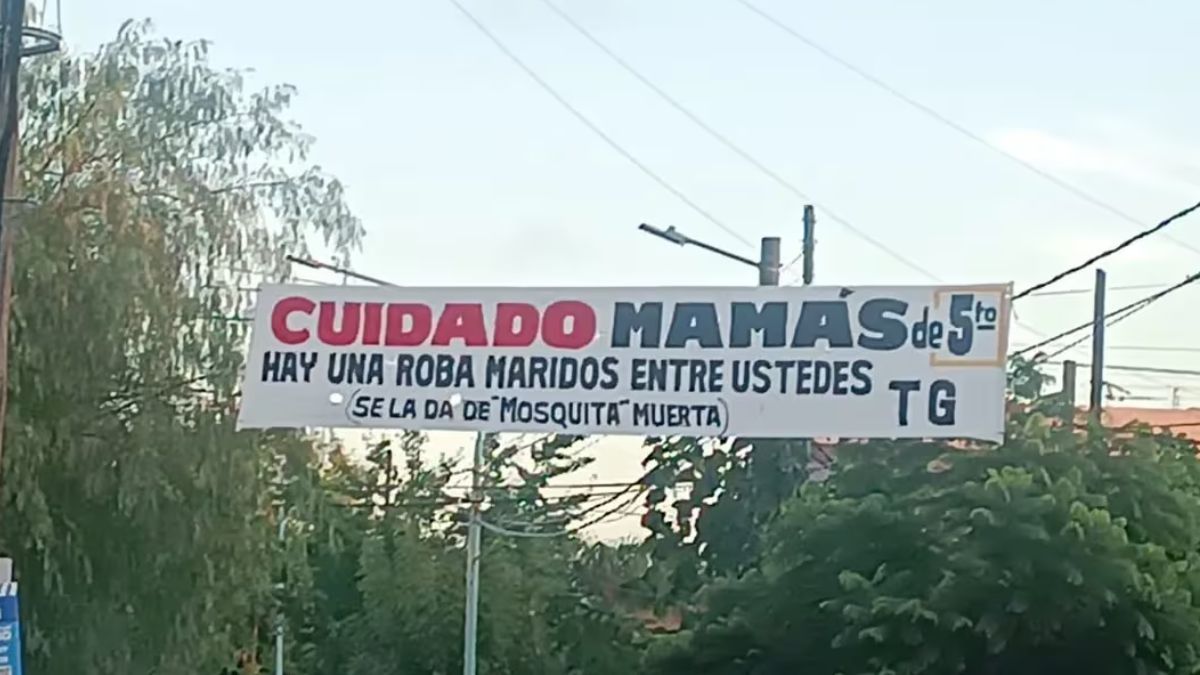 CUIDADO MAMÁS de 5to
HAY UNA ROBA MARIDOS ENTRE USTEDES TG
(SE LA DA DE "MOSQUITA" MUERTA)